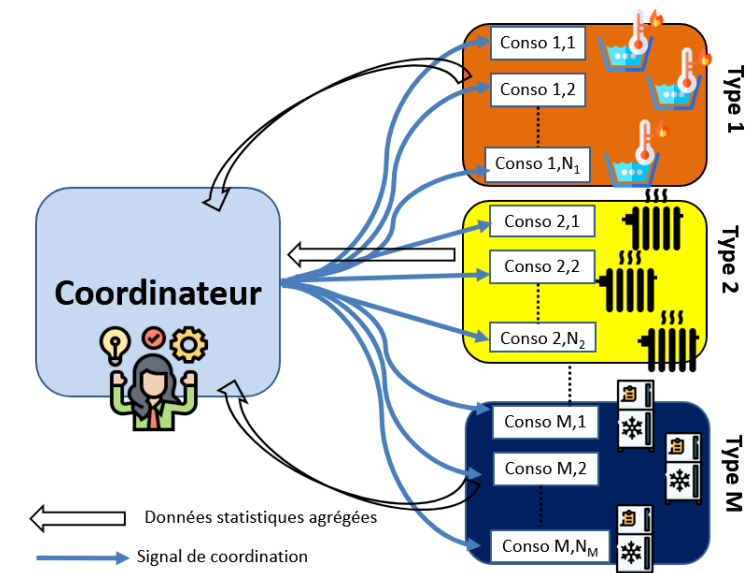 Conso 1,1
Conso 1,2
Conso 1,N₁
Type 1
Conso 2,1
Conso 2,2
Conso 2,N₂
Type 2
Coordinateur
Conso M,1
Conso M,2
Conso M,N_M
Type M
Données statistiques agrégées
Signal de coordination